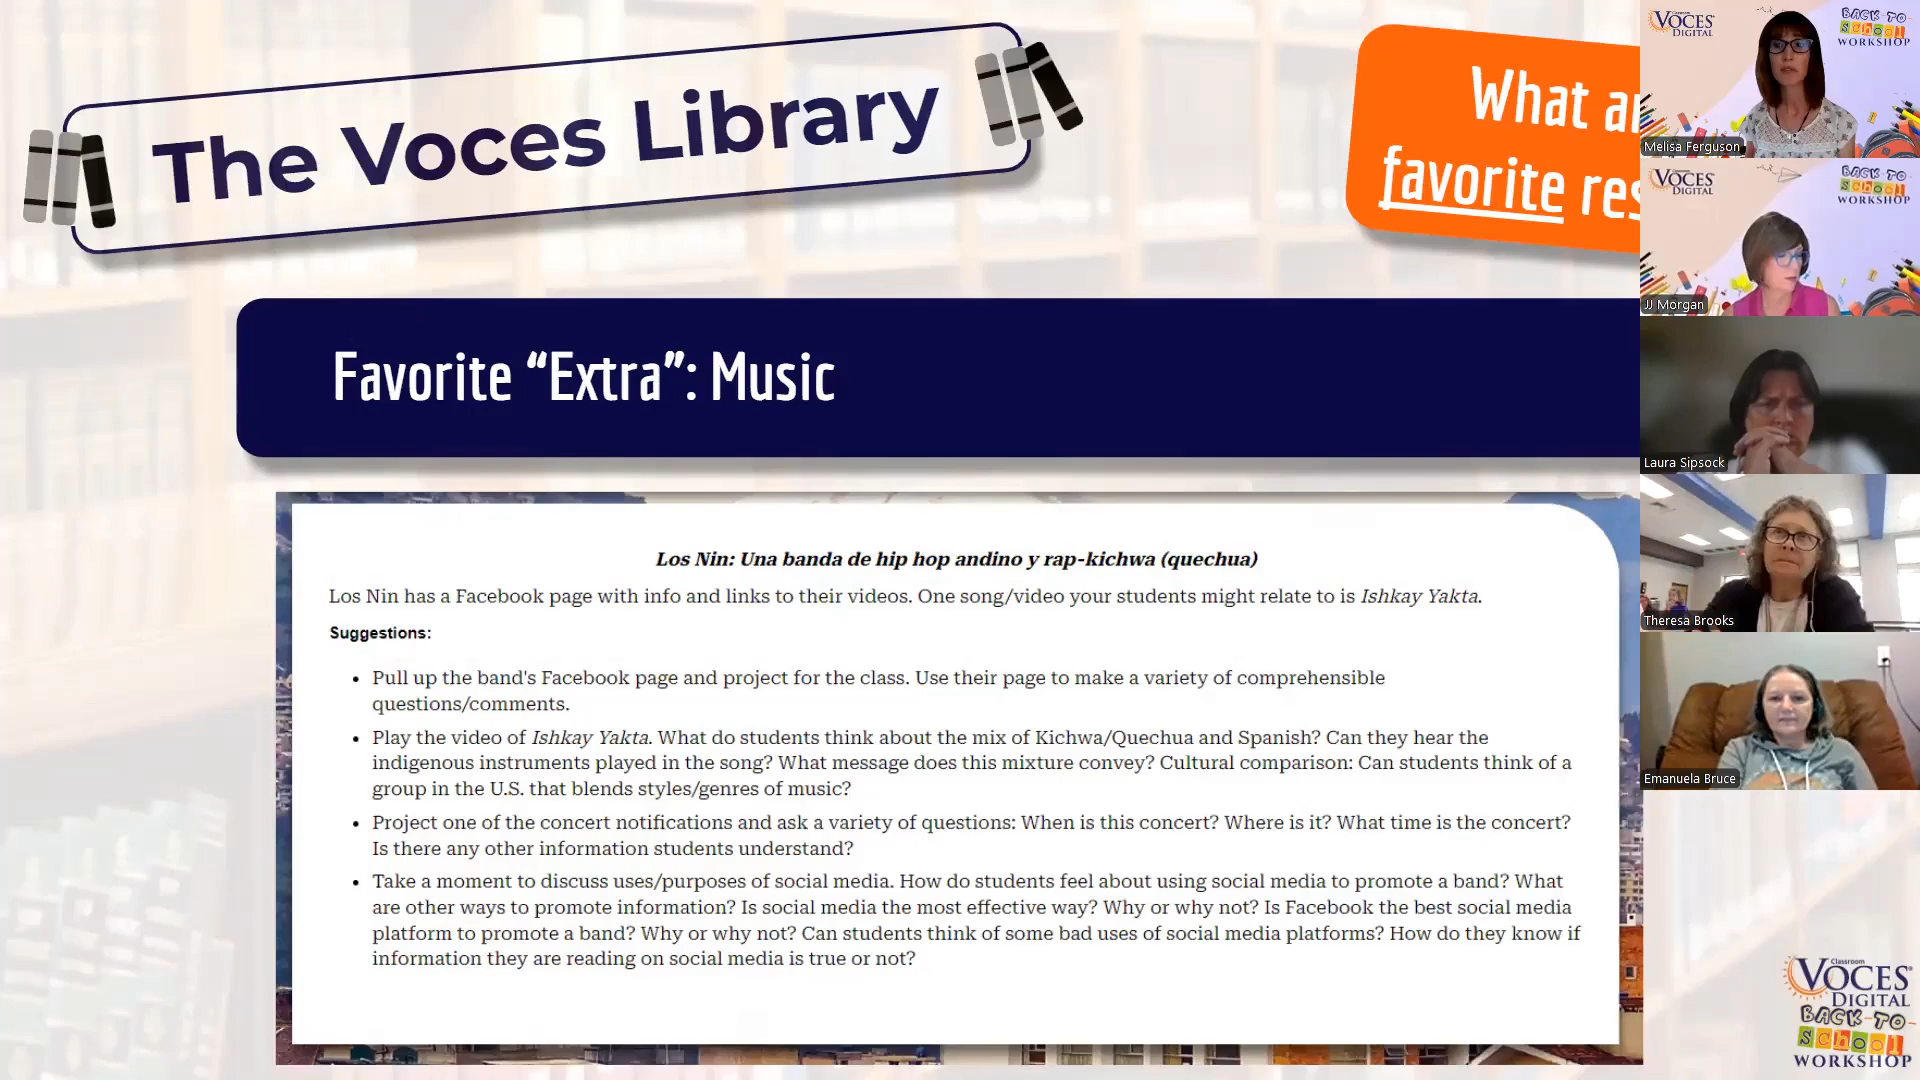 The Voces Library
What
favorite
Favorite “Extra”: Music
Los Nin: Una banda de hip hop andino y rap-kichwa (quechua)
Los Nin has a Facebook page with info and links to their videos. One song/video your students might relate to is Ishkay Yakta.
Suggestions:
• Pull up the band's Facebook page and project for the class. Use their page to make a variety of comprehensible
questions/comments.
• Play the video of Ishkay Yakta. What do students think about the mix of Kichwa/Quechua and Spanish? Can they hear the
indigenous instruments played in the song? What message does this mixture convey? Cultural comparison: Can students think of a
group in the U.S. that blends styles/genres of music?
• Project one of the concert notifications and ask a variety of questions: When is this concert? Where is it? What time is the concert?
Is there any other information students understand?
• Take a moment to discuss uses/purposes of social media. How do students feel about using social media to promote a band? What
are other ways to promote information? Is social media the most effective way? Why or why not? Is Facebook the best social media
platform to promote a band? Why or why not? Can students think of some bad uses of social media platforms? How do they know if
information they are reading on social media is true or not?
VOCES
DIGITAL
BACK-TO-
SCHOOL
WORKSHOP
Melisa Ferguson
VOCES
DIGITAL
BACK-TO-
SCHOOL
WORKSHOP
JJ Morgan
Laura Sipsock
Theresa Brooks
Emanuela Bruce
Classroom
VOCES®
DIGITAL
BACK-TO-
SCHOOL
WORKSHOP